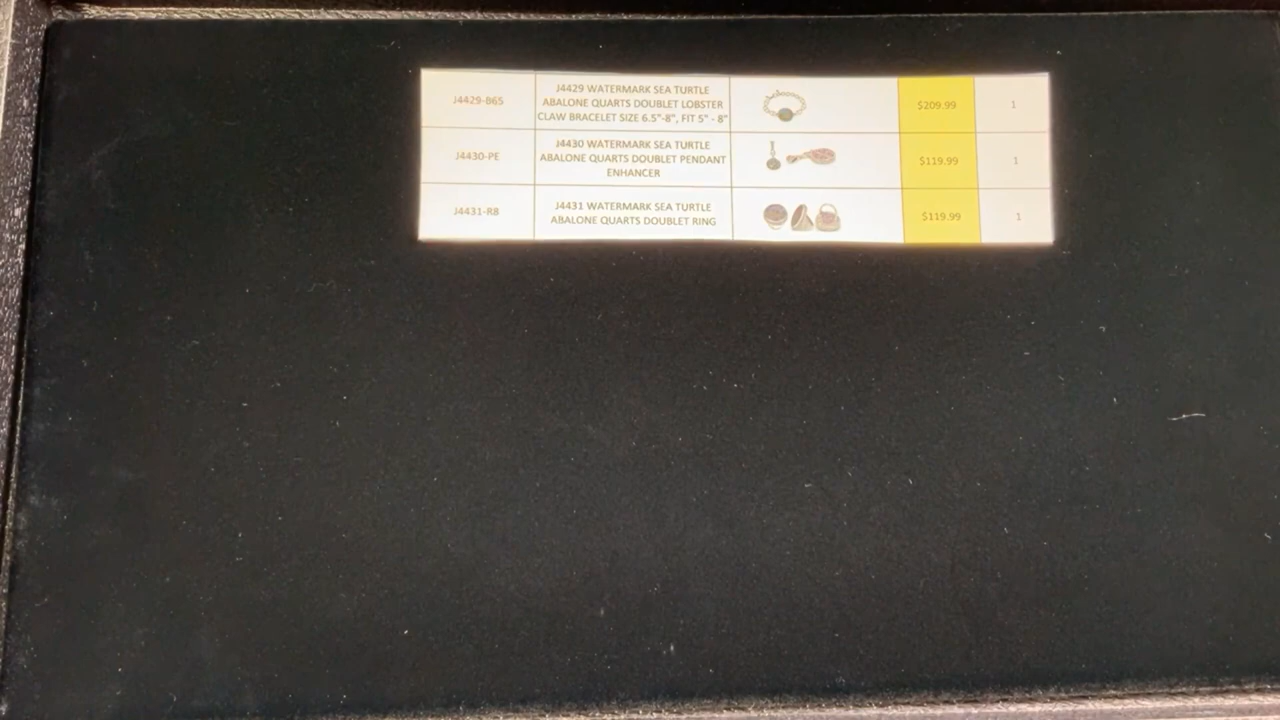 J4429-B65
J4429 WATERMARK SEA TURTLE
ABALONE QUARTS DOUBLET LOBSTER
CLAW BRACELET SIZE 6.5"-8", FIT 5" - 8"
$209.99
1
J4430-PE
J4430 WATERMARK SEA TURTLE
ABALONE QUARTS DOUBLET PENDANT
ENHANCER
$119.99
1
J4431-R8
J4431 WATERMARK SEA TURTLE
ABALONE QUARTS DOUBLET RING
$119.99
1